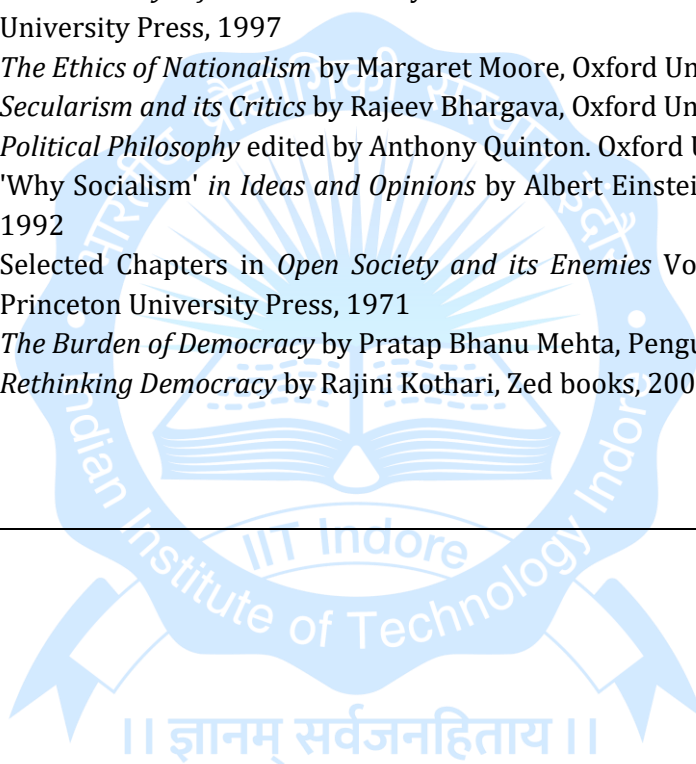 University Press, 1997
The Ethics of Nationalism by Margaret Moore, Oxford Un
Secularism and its Critics by Rajeev Bhargava, Oxford Un
Political Philosophy edited by Anthony Quinton. Oxford U
'Why Socialism' in Ideas and Opinions by Albert Einstei
1992
Selected Chapters in Open Society and its Enemies Vo
Princeton University Press, 1971
The Burden of Democracy by Pratap Bhanu Mehta, Pengu
Rethinking Democracy by Rajini Kothari, Zed books, 200
भारतीय प्रौद्योगिकी संस्थान इंदौर
Indian Institute of Technology Indore
IIT Indore
।। ज्ञानम् सर्वजनहिताय ।।